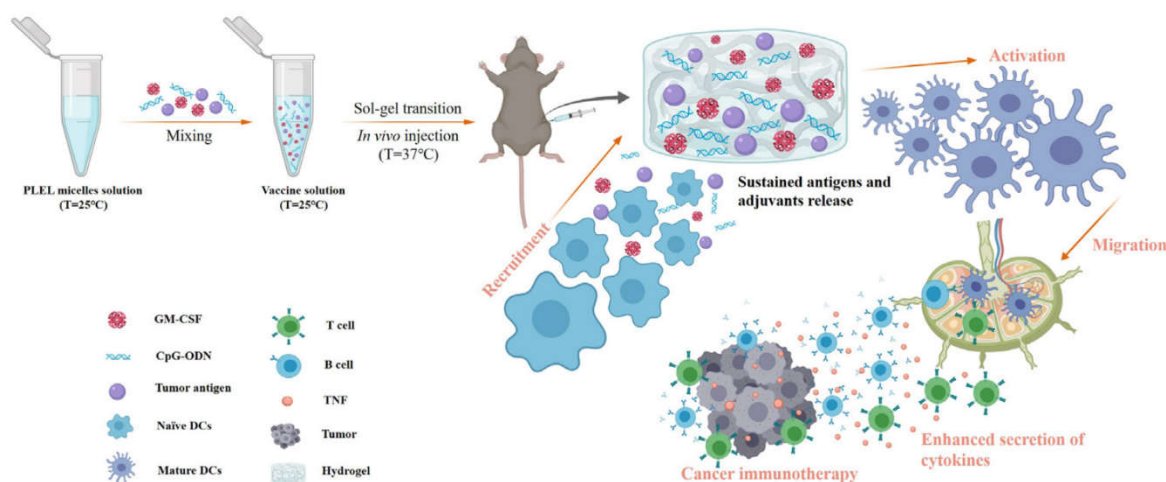 PLEL micelles solution
(T=25°C)
Mixing
Vaccine solution
(T=25°C)
Sol-gel transition
In vivo injection
(T=37°C)
Recruitment
Sustained antigens and
adjuvants release
Activation
Migration
Enhanced secretion of
cytokines
Cancer immunotherapy
GM-CSF
CpG-ODN
Tumor antigen
Naïve DCs
Mature DCs
T cell
B cell
TNF
Tumor
Hydrogel